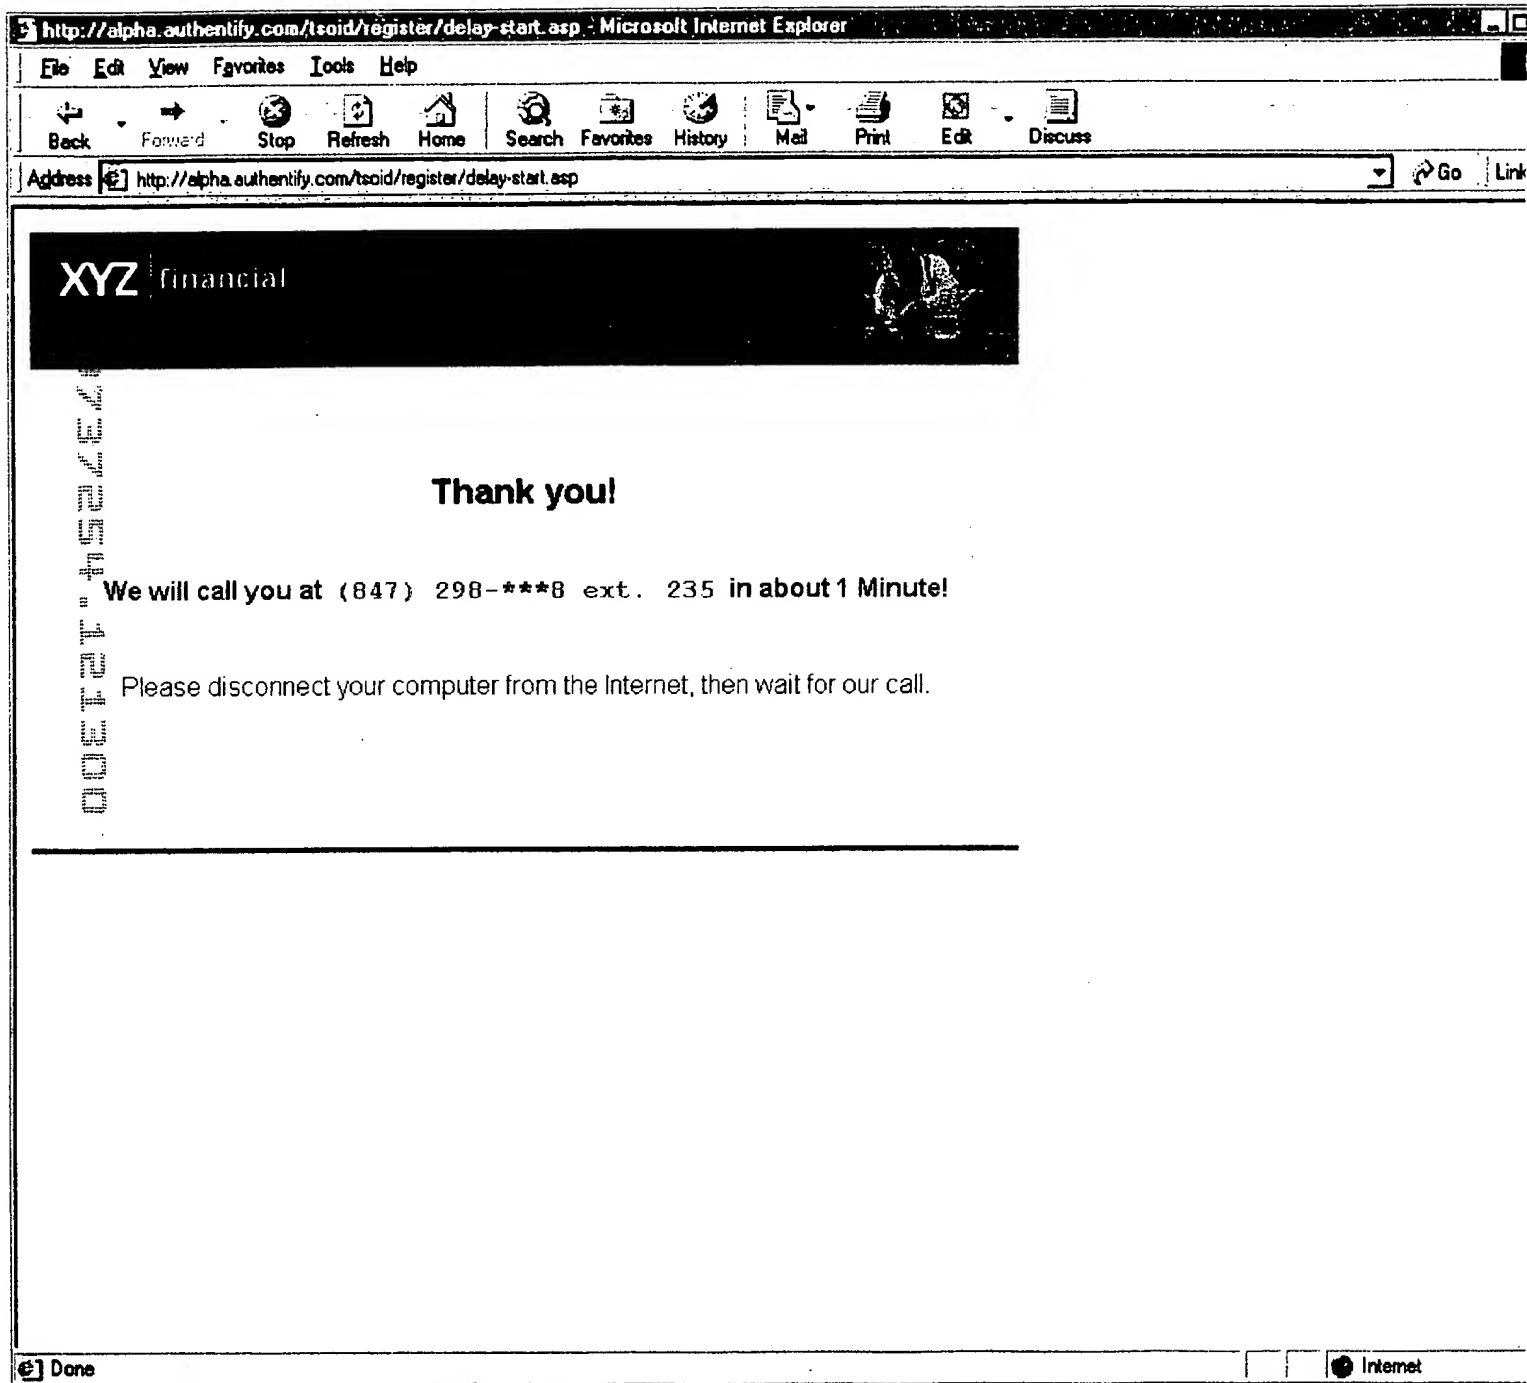 http://alpha.authentify.com/tsoid/register/delay-start.asp - Microsoft Internet Explorer
File Edit View Favorites Tools Help
Back Forward Stop Refresh Home Search Favorites History Mail Print Edit Discuss
Address http://alpha.authentify.com/tsoid/register/delay-start.asp Go Link
XYZ financial
737254.121300
Thank you!
We will call you at (847) 298-***8 ext. 235 in about 1 Minute!
Please disconnect your computer from the Internet, then wait for our call.
Done Internet